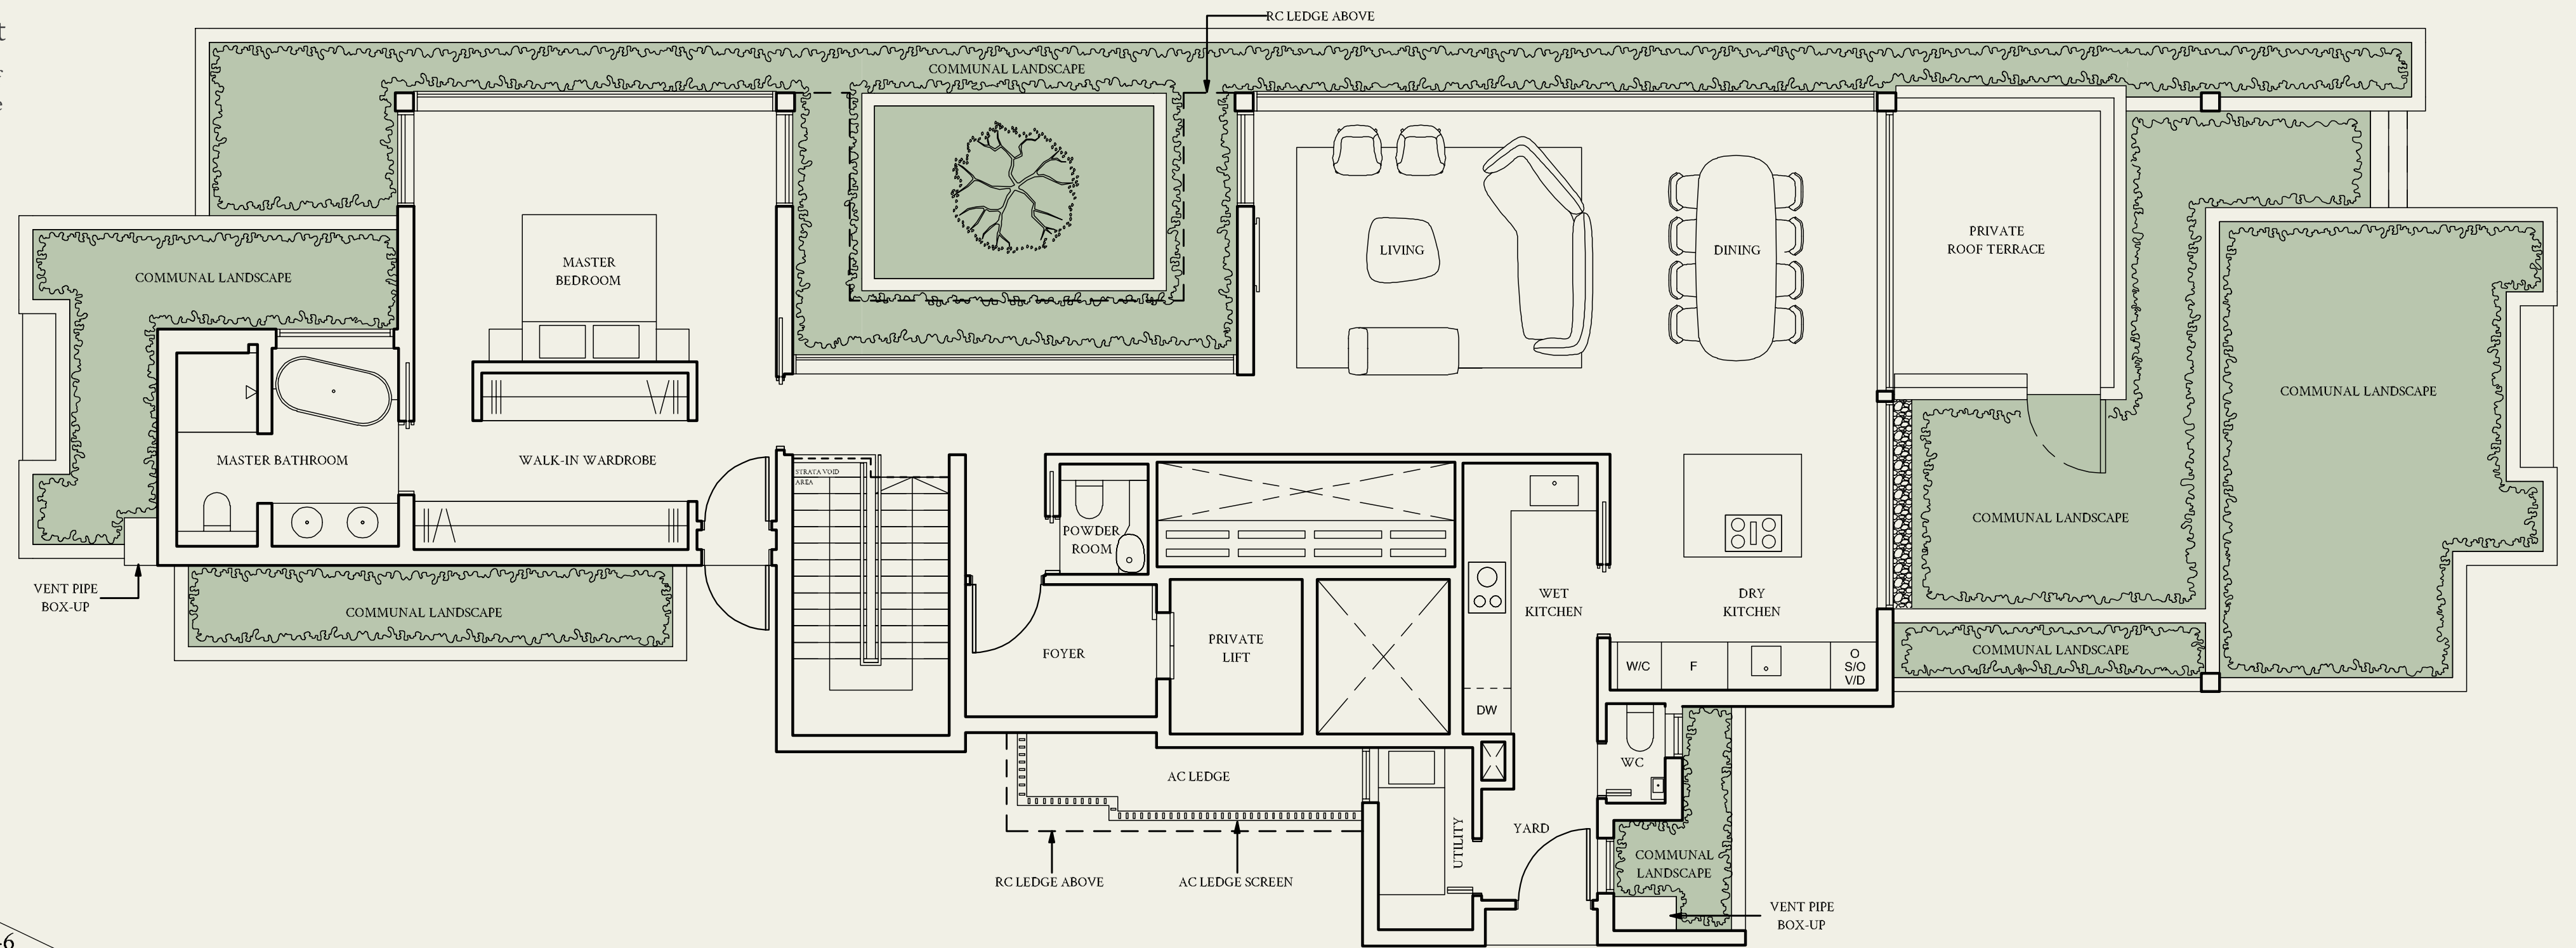 t
RC LEDGE ABOVE
COMMUNAL LANDSCAPE
MASTER
BEDROOM
LIVING
DINING
PRIVATE
ROOF TERRACE
COMMUNAL LANDSCAPE
COMMUNAL LANDSCAPE
MASTER BATHROOM
WALK-IN WARDROBE
STRATA VOID
AREA
POWDER
ROOM
COMMUNAL LANDSCAPE
VENT PIPE
BOX-UP
COMMUNAL LANDSCAPE
WET
KITCHEN
DRY
KITCHEN
FOYER
PRIVATE
LIFT
COMMUNAL LANDSCAPE
W/C
F
O
S/O
V/D
DW
AC LEDGE
WC
UTILITY
YARD
COMMUNAL
LANDSCAPE
RC LEDGE ABOVE
AC LEDGE SCREEN
VENT PIPE
BOX-UP